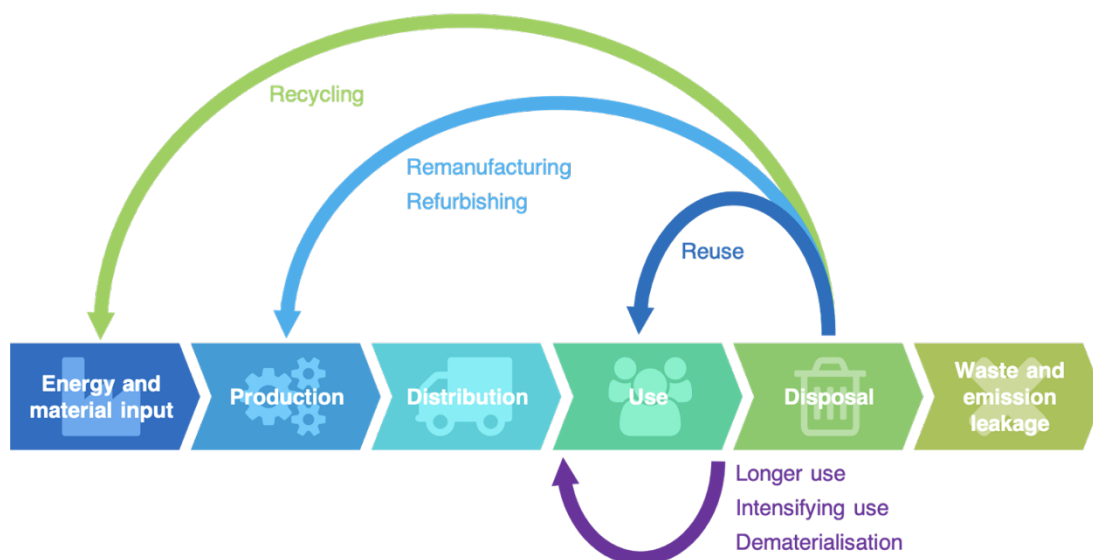 Recycling
Remanufacturing
Refurbishing
Reuse
Energy and
material input
Production
Distribution
Use
Disposal
Waste and
emission
leakage
Longer use
Intensifying use
Dematerialisation